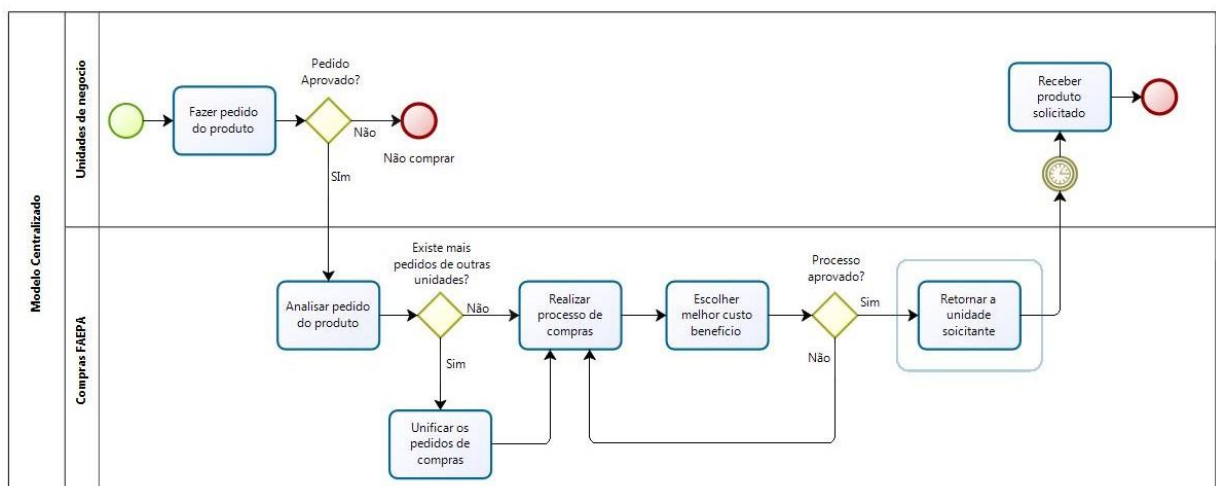 Modelo Centralizado
Unidades de negocio
Fazer pedido
do produto
Pedido
Aprovado?
Não
Não comprar
SIm
Receber
produto
solicitado
Compras FAEPA
Analisar pedido
do produto
Existe mais
pedidos de outras
unidades?
Não
Sim
Unificar os
pedidos de
compras
Realizar
processo de
compras
Escolher
melhor custo
beneficio
Processo
aprovado?
Sim
Não
Retornar a
unidade
soicitante